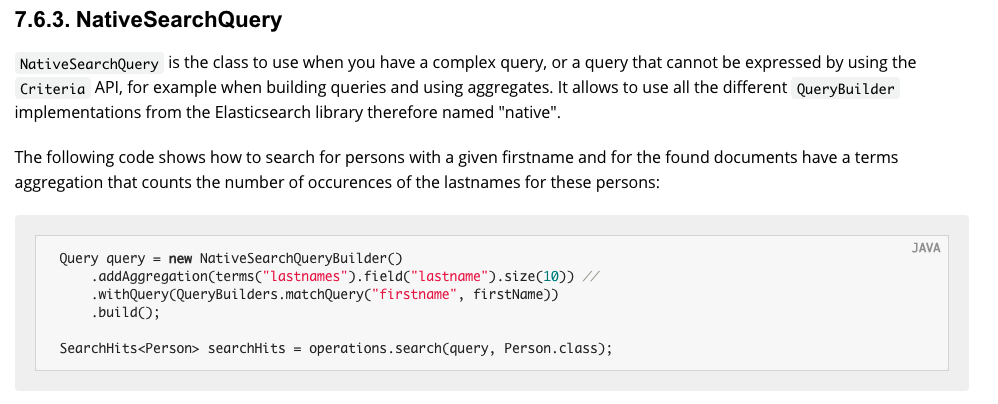 7.6.3. NativeSearchQuery
NativeSearchQuery is the class to use when you have a complex query, or a query that cannot be expressed by using the
Criteria API, for example when building queries and using aggregates. It allows to use all the different QueryBuilder
implementations from the Elasticsearch library therefore named "native".
The following code shows how to search for persons with a given firstname and for the found documents have a terms
aggregation that counts the number of occurences of the lastnames for these persons:
JAVA
Query query = new NativeSearchQueryBuilder()
    .addAggregation(terms("lastnames").field("lastname").size(10)) //
    .withQuery(QueryBuilders.matchQuery("firstname", firstName))
    .build();
SearchHits<Person> searchHits = operations.search(query, Person.class);